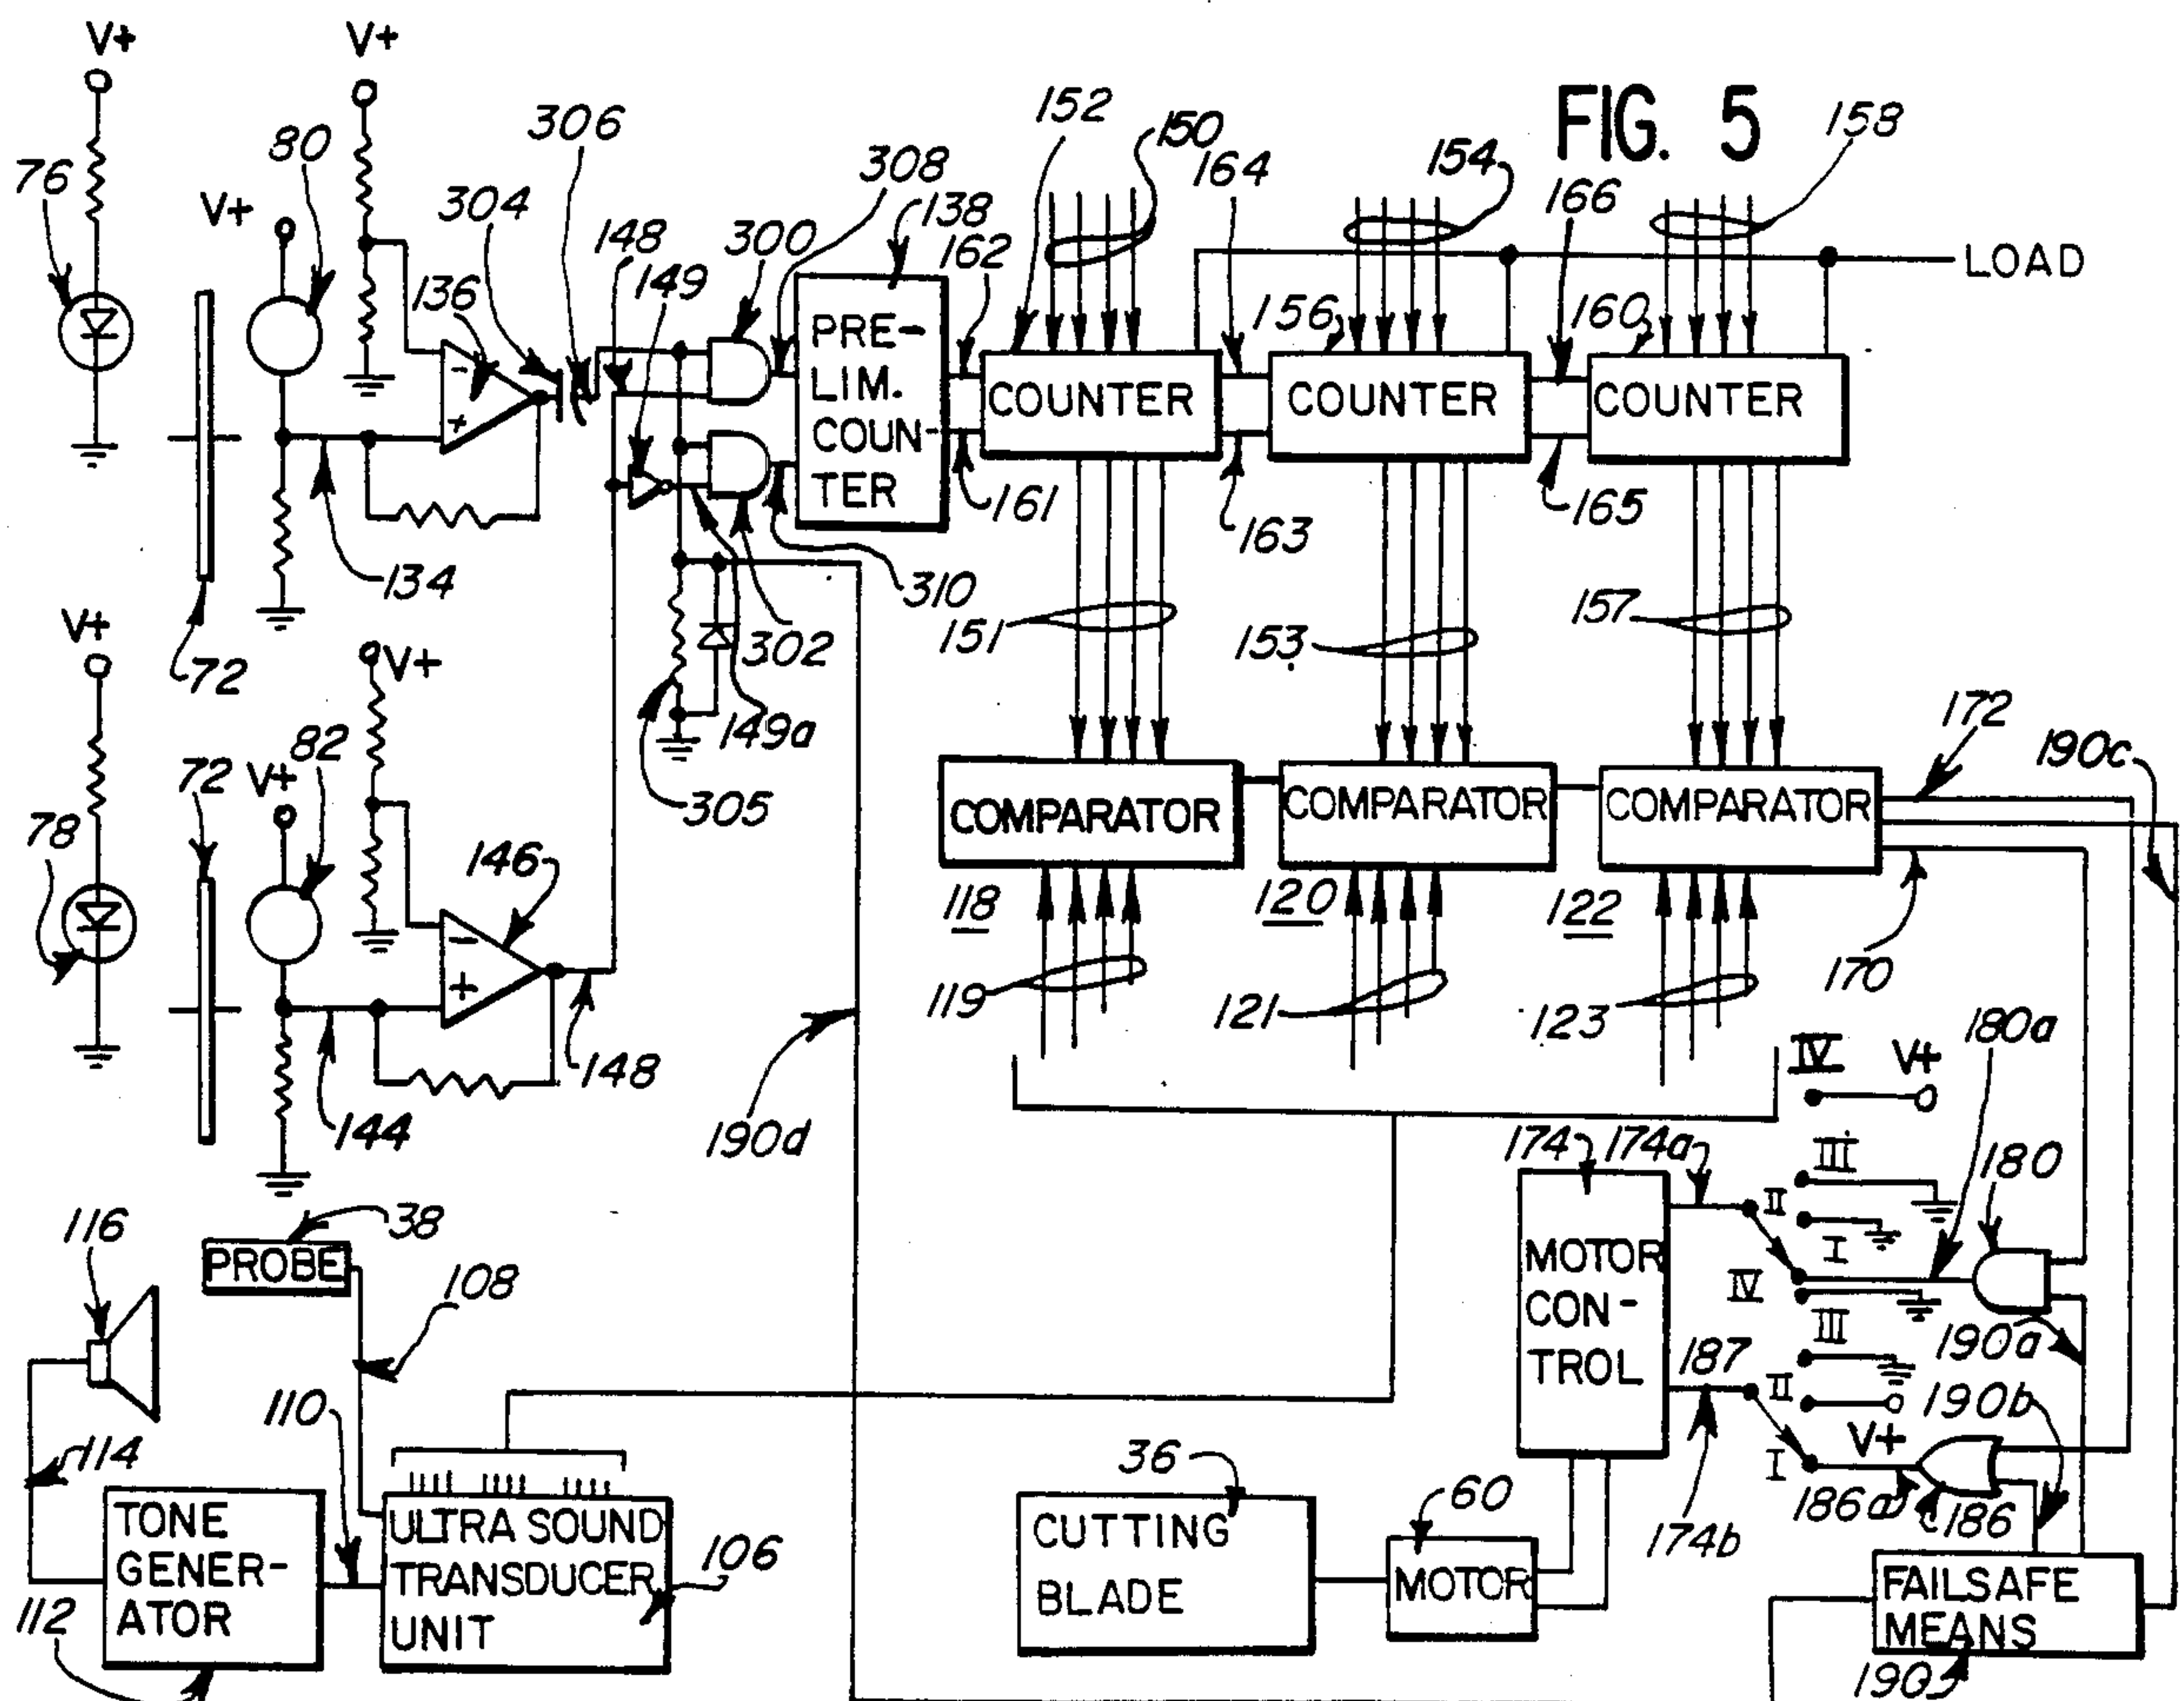 FIG. 5
V+
V+
76
80
V+
304
306
136
148
149
300
308
138
162
152
150
164
154
166
158
LOAD
156
160
PRE-
LIM.
COUN-
TER
COUNTER
COUNTER
COUNTER
161
163
165
-
+
134
72
310
302
149a
305
151
153
157
V+
V+
78
72
V+
82
146
-
+
144
148
190d
COMPARATOR
COMPARATOR
COMPARATOR
172
190c
118
120
122
170
119
121
123
180a
IV
V+
174
174a
III
II
I
180
IV
III
II
I
187
190a
190b
V+
MOTOR
CON-
TROL
174b
186a
186
116
38
PROBE
108
110
114
TONE
GENER-
ATOR
112
ULTRA SOUND
TRANSDUCER
UNIT
106
36
CUTTING
BLADE
60
MOTOR
FAILSAFE
MEANS
190